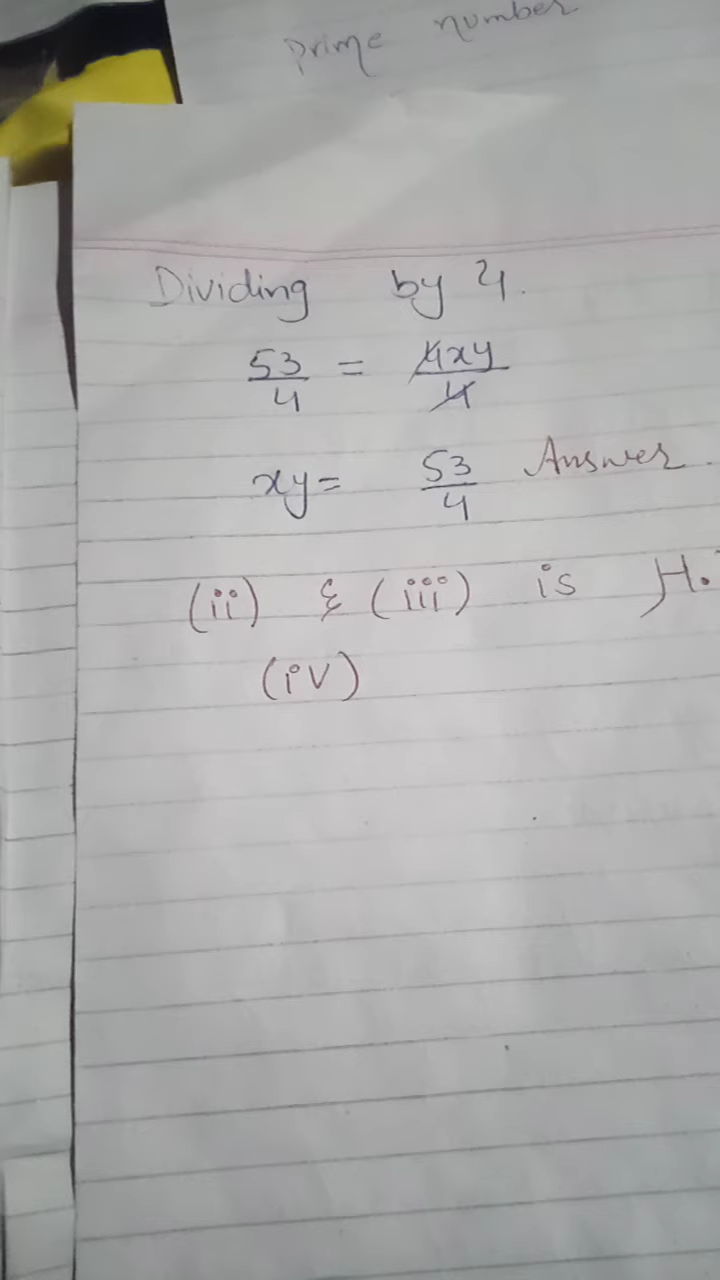 Prime number
Dividing by 4.
53/4 = 4xy/4
xy = 53/4 Answer.
(ii) & (iii) is H.
(iv)